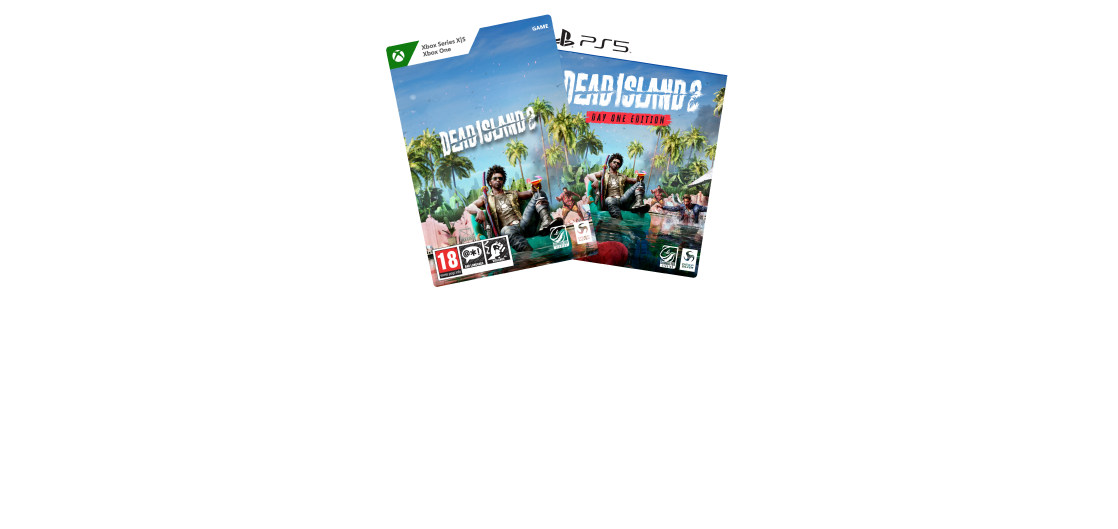 Xbox Series X|S
Xbox One
GAME
DEAD ISLAND 2
18
@*!
PS5
DEAD ISLAND 2
DAY ONE EDITION